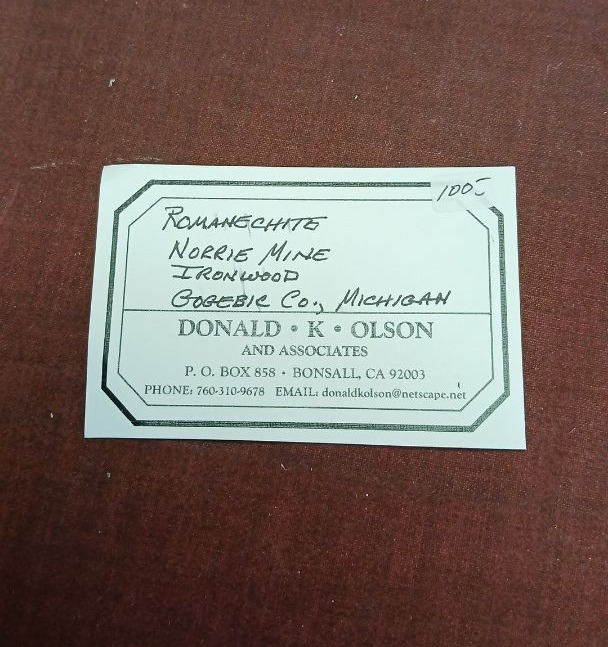 100-
ROMANECHITE
NORRIE MINE
IRONWOOD
GOGEBIC CO., MICHIGAN
DONALD • K • OLSON
AND ASSOCIATES
P. O. BOX 858 • BONSALL, CA 92003
PHONE: 760-310-9678 EMAIL: donaldkolson@netscape.net